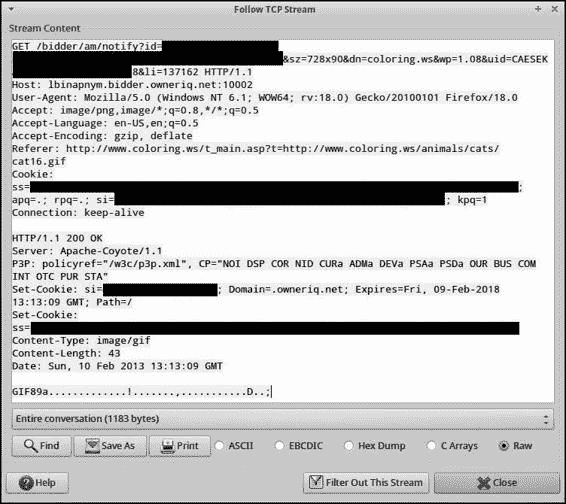 Follow TCP Stream
Stream Content
GET /bidder/am/notify?id=
&sz=728x90&dn=coloring.ws&wp=1.08&uid=CAESEK
8&li=137162 HTTP/1.1
Host: lbinapnym.bidder.owneriq.net:10002
User-Agent: Mozilla/5.0 (Windows NT 6.1; WOW64; rv:18.0) Gecko/20100101 Firefox/18.0
Accept: image/png,image/*;q=0.8,*/*;q=0.5
Accept-Language: en-US,en;q=0.5
Accept-Encoding: gzip, deflate
Referer: http://www.coloring.ws/t_main.asp?t=http://www.coloring.ws/animals/cats/
cat16.gif
Cookie:
ss=;
apq=.; rpq=.; si=; kpq=1
Connection: keep-alive
HTTP/1.1 200 OK
Server: Apache-Coyote/1.1
P3P: policyref="/w3c/p3p.xml", CP="NOI DSP COR NID CURa ADMa DEVa PSAa PSDa OUR BUS COM
INT OTC PUR STA"
Set-Cookie: si=; Domain=.owneriq.net; Expires=Fri, 09-Feb-2018
13:13:09 GMT; Path=/
Set-Cookie:
ss=
Content-Type: image/gif
Content-Length: 43
Date: Sun, 10 Feb 2013 13:13:09 GMT
GIF89a.............!.......,...........D..;
Entire conversation (1183 bytes)
Find Save As Print ASCII EBCDIC Hex Dump C Arrays Raw
Help Filter Out This Stream Close